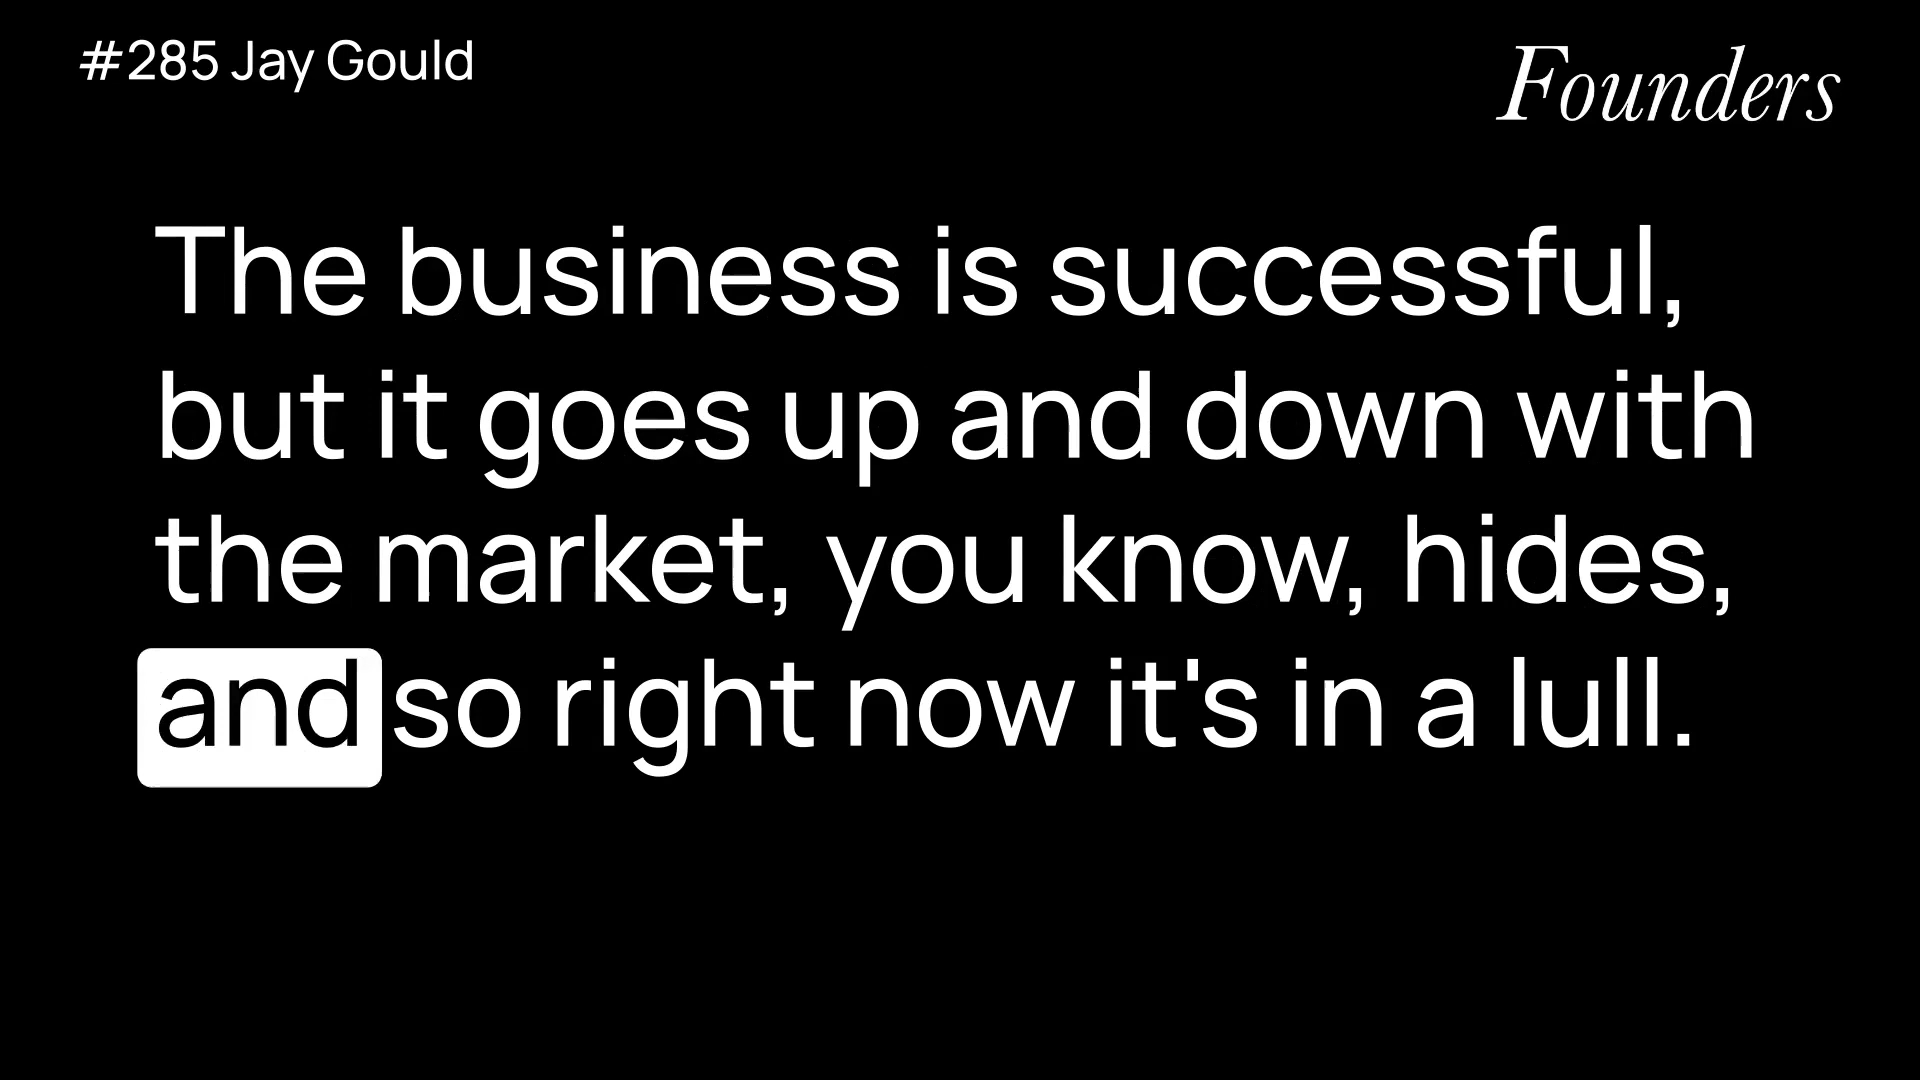 #285 Jay Gould
Founders
The business is successful,
but it goes up and down with
the market, you know, hides,
and so right now it's in a lull.